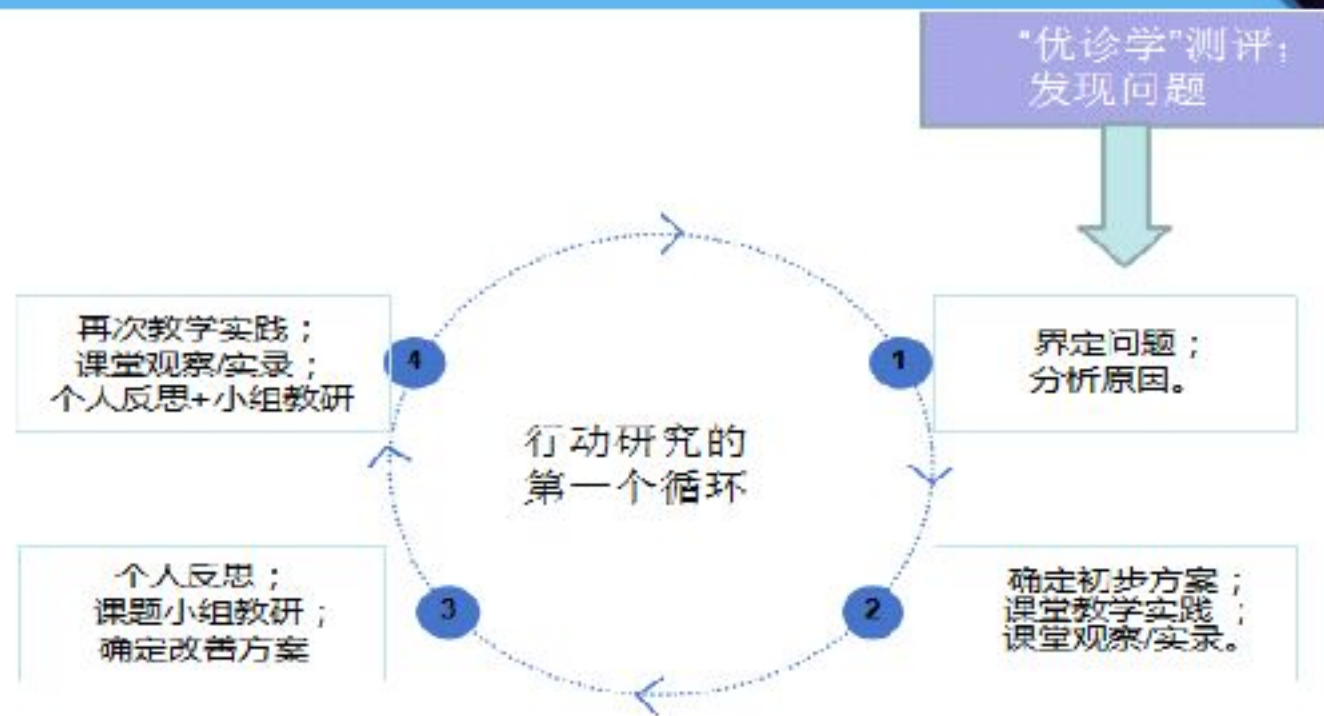 “优诊学”测评；
发现问题
1
界定问题；
分析原因。
2
确定初步方案；
课堂教学实践；
课堂观察/实录。
3
个人反思；
课题小组教研；
确定改善方案
4
再次教学实践；
课堂观察/实录；
个人反思+小组教研
行动研究的
第一个循环